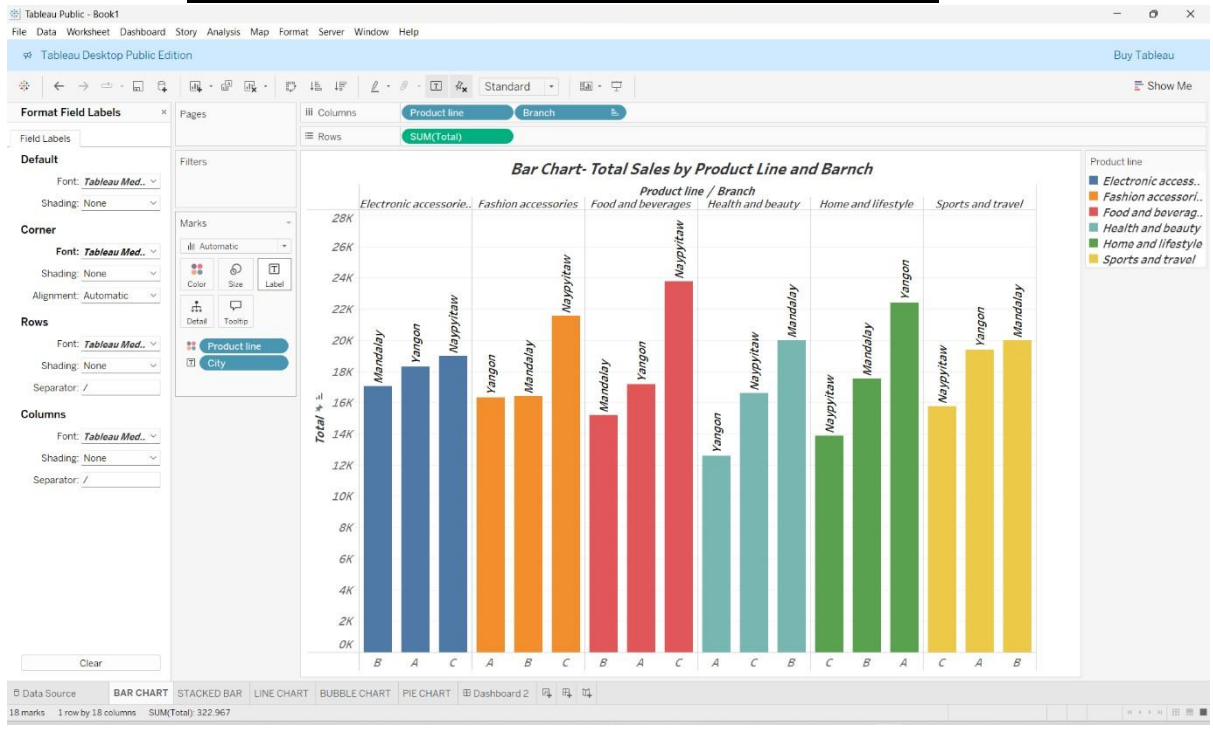 Tableau Public - Book1
File Data Worksheet Dashboard Story Analysis Map Format Server Window Help
Tableau Desktop Public Edition
Buy Tableau
Standard
Show Me
Format Field Labels
Field Labels
Default
Font: Tableau Med..
Shading: None
Corner
Font: Tableau Med..
Shading: None
Alignment: Automatic
Rows
Font: Tableau Med..
Shading: None
Separator: /
Columns
Font: Tableau Med..
Shading: None
Separator: /
Clear
Pages
Filters
Marks
Automatic
Color Size Label
Detail Tooltip
Product line
City
Columns
Product line Branch
Rows
SUM(Total)
Bar Chart- Total Sales by Product Line and Barnch
Product line / Branch
Electronic accessorie.. Fashion accessories Food and beverages Health and beauty Home and lifestyle Sports and travel
28K
26K
24K
22K
20K
18K
16K
14K
12K
10K
8K
6K
4K
2K
0K
Total
Mandalay
Yangon
Naypyitaw
Yangon
Mandalay
Naypyitaw
Mandalay
Yangon
Naypyitaw
Yangon
Naypyitaw
Mandalay
Naypyitaw
Mandalay
Yangon
Naypyitaw
Yangon
Mandalay
B A C A B C B A C A C B C B A C A B
Product line
Electronic access..
Fashion accessori..
Food and beverag..
Health and beauty
Home and lifestyle
Sports and travel
Data Source BAR CHART STACKED BAR LINE CHART BUBBLE CHART PIE CHART Dashboard 2
18 marks 1 row by 18 columns SUM(Total): 322.967